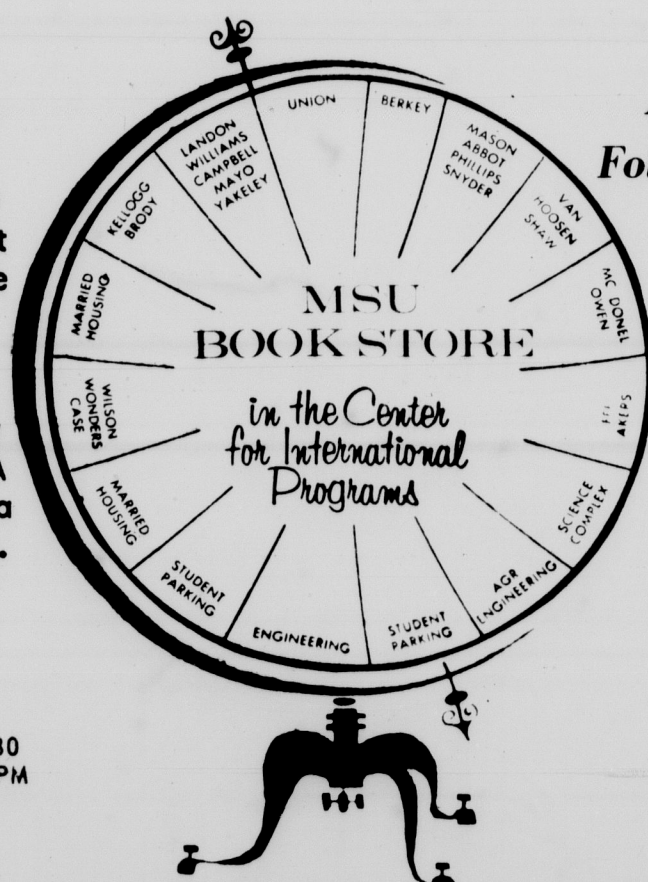 UNION
BERKEY
MASON
ABBOT
PHILLIPS
SNYDER
VAN
HOOSEN
SHAW
MC DONEL
OWEN
AKERS
SCIENCE
COMPLEX
AGR
ENGINEERING
STUDENT
PARKING
ENGINEERING
STUDENT
PARKING
MARRIED
HOUSING
WILSON
WONDERS
CASE
MARRIED
HOUSING
KELLOGG
BRODY
LANDON
WILLIAMS
CAMPBELL
MAYO
YAKELEY
MSU
BOOK STORE
in the Center
for International
Programs
PM